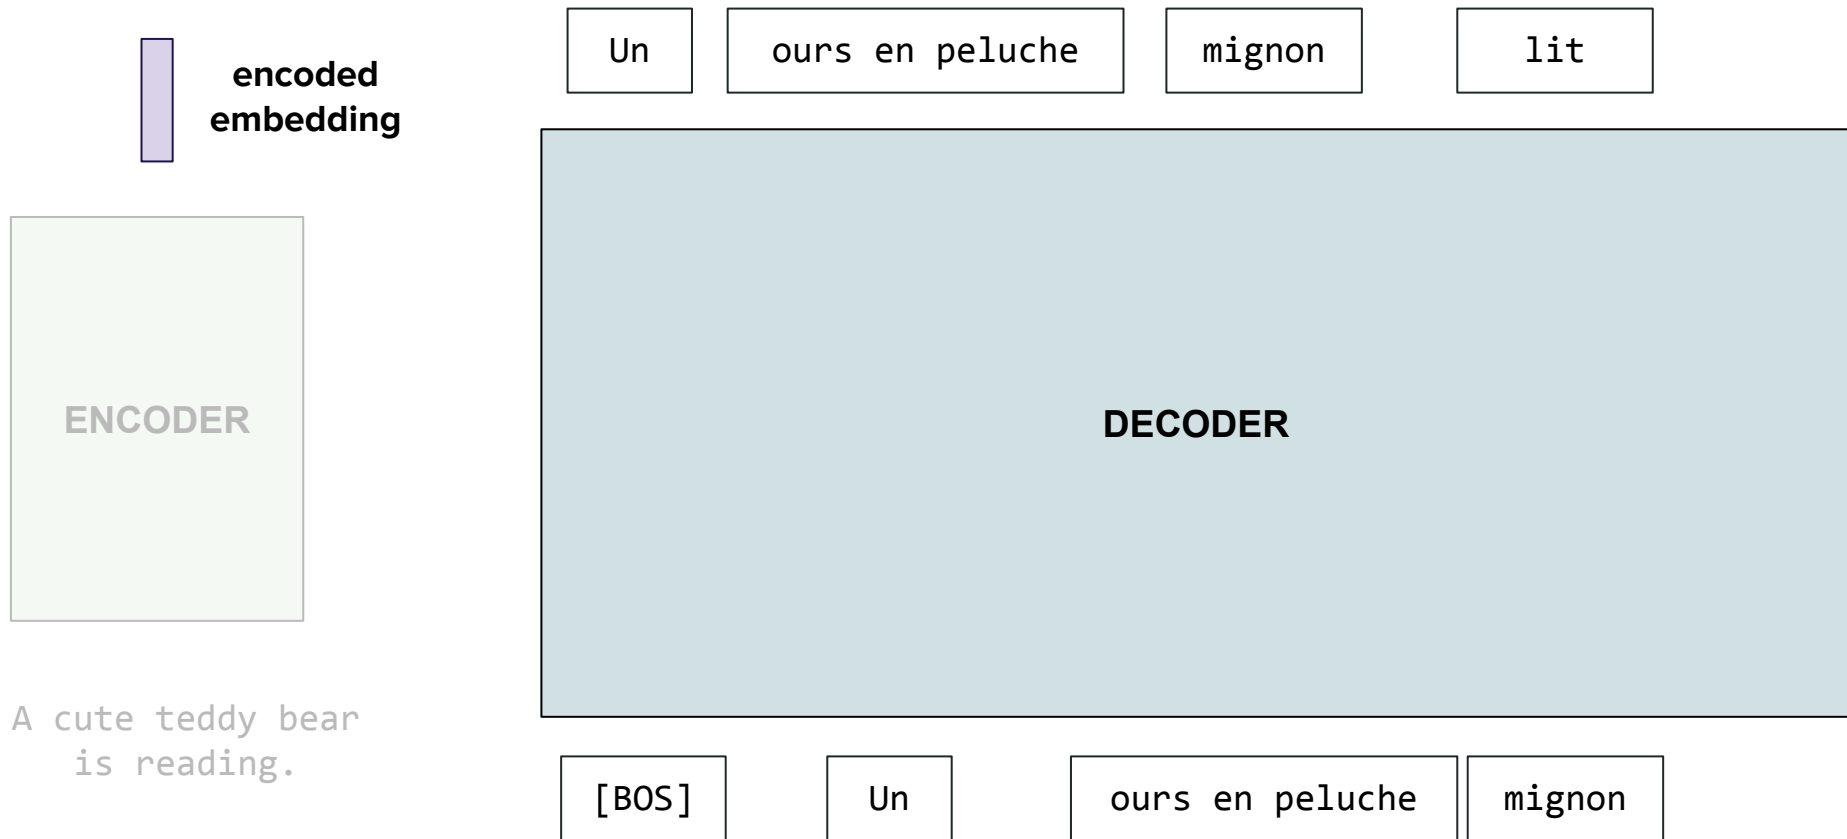 encoded
embedding
Un
ours en peluche
mignon
lit
ENCODER
DECODER
A cute teddy bear
is reading.
[BOS]
Un
ours en peluche
mignon